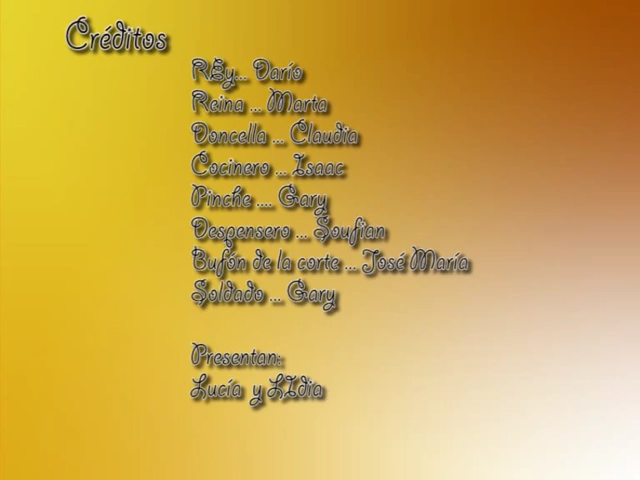 Créditos
REy... Darío
Reina ... Marta
Doncella ... Claudia
Cocinero ... Isaac
Pinche .... Gary
Despensero ... Soufian
Bufón de la corte ... José María
Soldado ... Gary
Presentan:
Lucía y LIdia